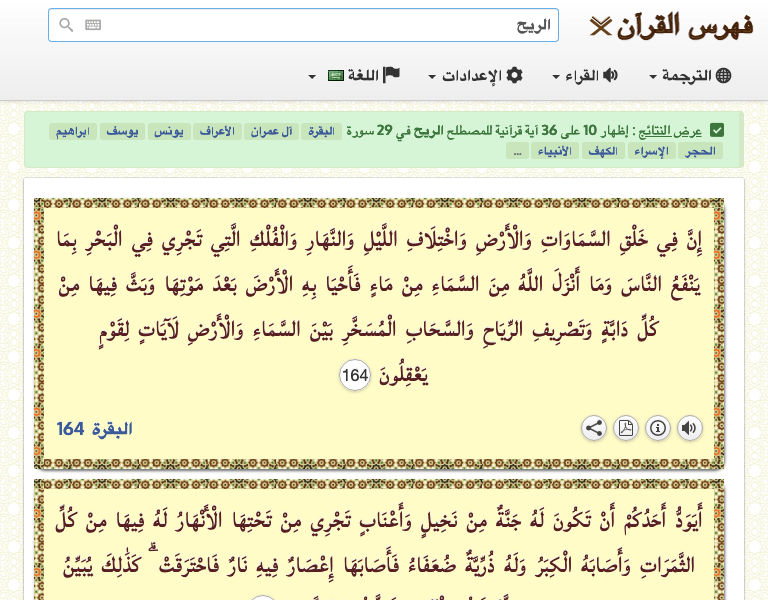 فهرس القرآن
الريح
الترجمة
القراء
الإعدادات
اللغة
عرض النتائج : إظهار 10 على 36 آية قرآنية للمصطلح الريح في 29 سورة البقرة آل عمران الأعراف يونس يوسف ابراهيم
الحجر الإسراء الكهف الأنبياء ...
إِنَّ فِي خَلْقِ السَّمَاوَاتِ وَالْأَرْضِ وَاخْتِلَافِ اللَّيْلِ وَالنَّهَارِ وَالْفُلْكِ الَّتِي تَجْرِي فِي الْبَحْرِ بِمَا
يَنْفَعُ النَّاسَ وَمَا أَنْزَلَ اللَّهُ مِنَ السَّمَاءِ مِنْ مَاءٍ فَأَحْيَا بِهِ الْأَرْضَ بَعْدَ مَوْتِهَا وَبَثَّ فِيهَا مِنْ
كُلِّ دَابَّةٍ وَتَصْرِيفِ الرِّيَاحِ وَالسَّحَابِ الْمُسَخَّرِ بَيْنَ السَّمَاءِ وَالْأَرْضِ لَآيَاتٍ لِقَوْمٍ
يَعْقِلُونَ 164
البقرة 164
أَيَوَدُّ أَحَدُكُمْ أَنْ تَكُونَ لَهُ جَنَّةٌ مِنْ نَخِيلٍ وَأَعْنَابٍ تَجْرِي مِنْ تَحْتِهَا الْأَنْهَارُ لَهُ فِيهَا مِنْ كُلِّ
الثَّمَرَاتِ وَأَصَابَهُ الْكِبَرُ وَلَهُ ذُرِّيَّةٌ ضُعَفَاءُ فَأَصَابَهَا إِعْصَارٌ فِيهِ نَارٌ فَاحْتَرَقَتْ ۗ كَذَٰلِكَ يُبَيِّنُ